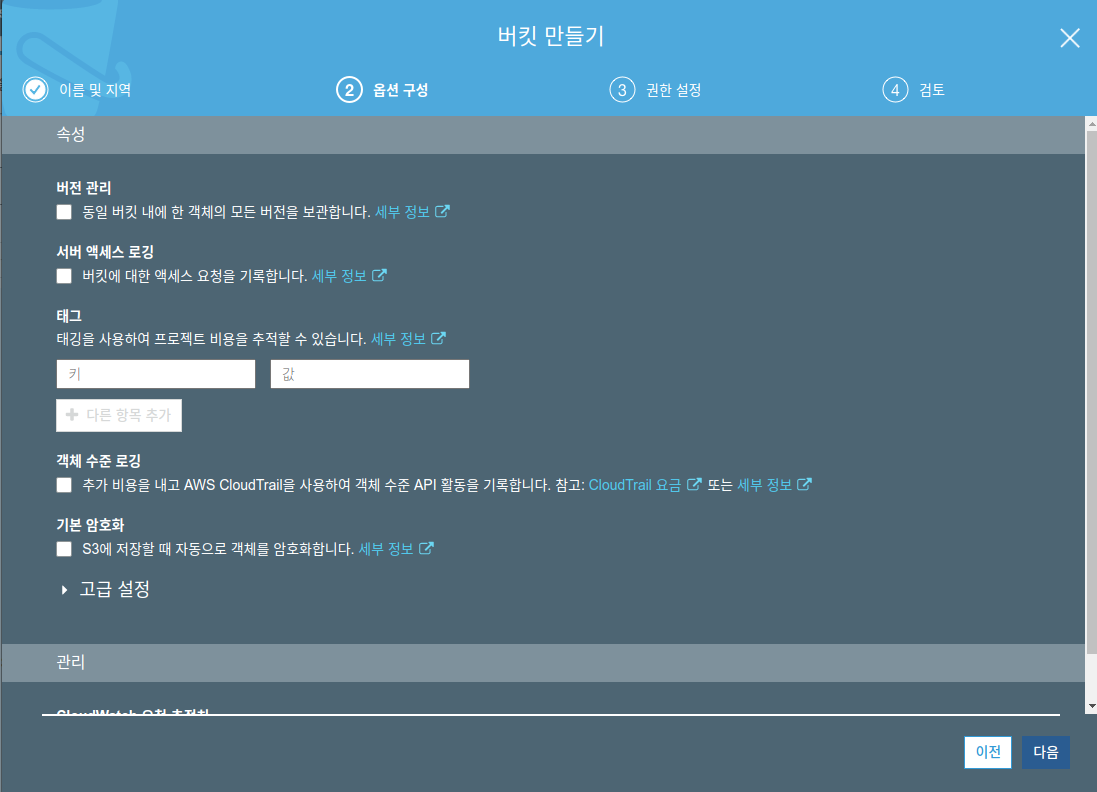 버킷 만들기
이름 및 지역
2 옵션 구성
3 권한 설정
4 검토
속성
버전 관리
동일 버킷 내에 한 객체의 모든 버전을 보관합니다. 세부 정보
서버 액세스 로깅
버킷에 대한 액세스 요청을 기록합니다. 세부 정보
태그
태깅을 사용하여 프로젝트 비용을 추적할 수 있습니다. 세부 정보
키 값
다른 항목 추가
객체 수준 로깅
추가 비용을 내고 AWS CloudTrail을 사용하여 객체 수준 API 활동을 기록합니다. 참고: CloudTrail 요금 또는 세부 정보
기본 암호화
S3에 저장할 때 자동으로 객체를 암호화합니다. 세부 정보
고급 설정
관리
CloudWatch 요청
이전 다음